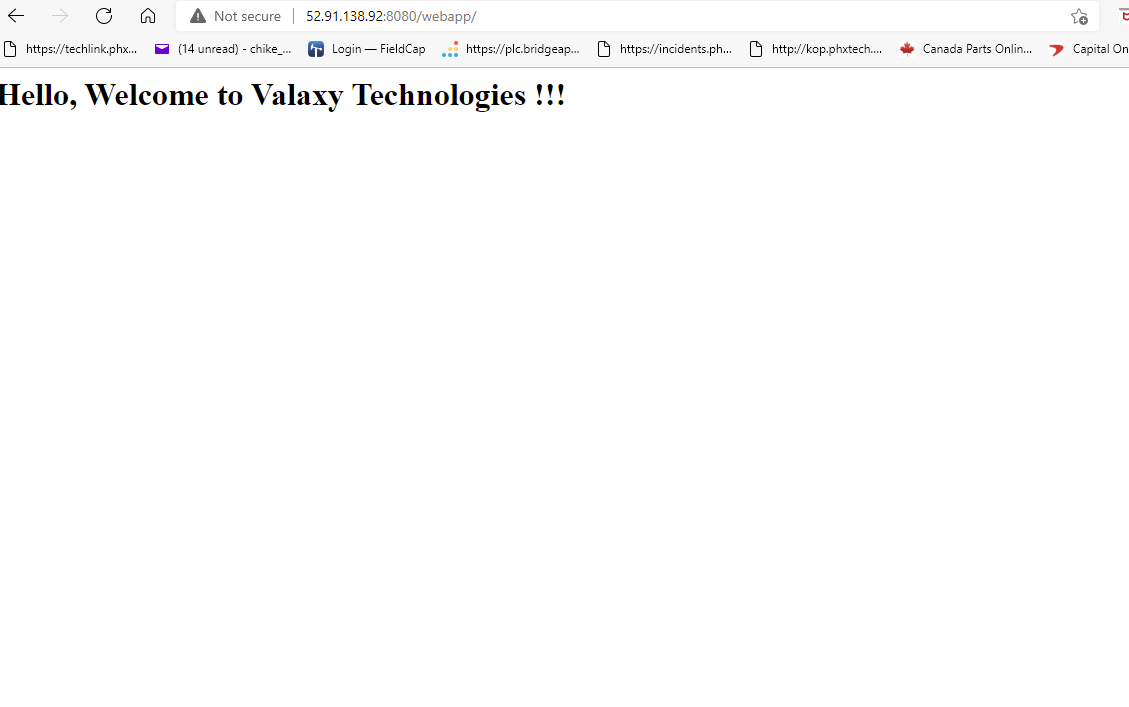 Not secure | 52.91.138.92:8080/webapp/
https://techlink.phx... (14 unread) - chike_... Login — FieldCap https://plc.bridgeap... https://incidents.ph... http://kop.phxtech.... Canada Parts Onlin... Capital On
Hello, Welcome to Valaxy Technologies !!!